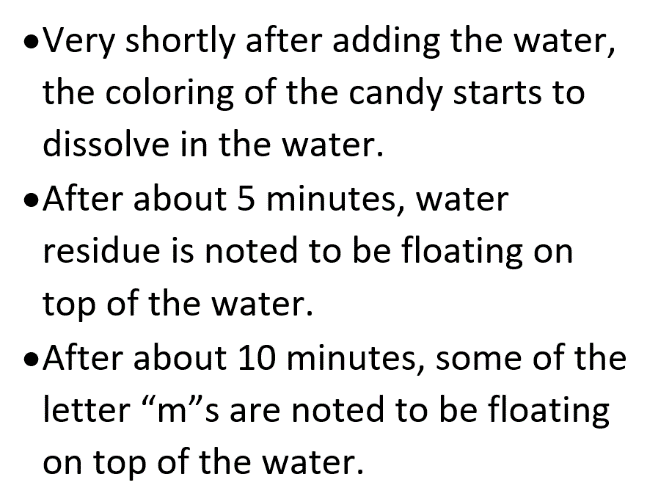 •Very shortly after adding the water,
the coloring of the candy starts to
dissolve in the water.
•After about 5 minutes, water
residue is noted to be floating on
top of the water.
•After about 10 minutes, some of the
letter “m”s are noted to be floating
on top of the water.